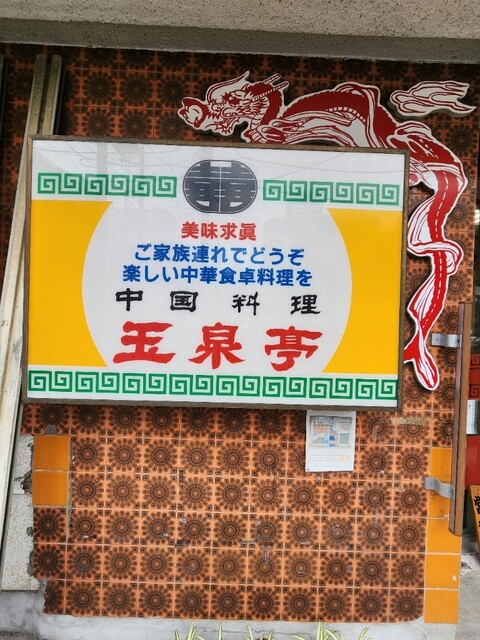 囍
美味求眞
ご家族連れでどうぞ
楽しい中華食卓料理を
中国料理
玉泉亭